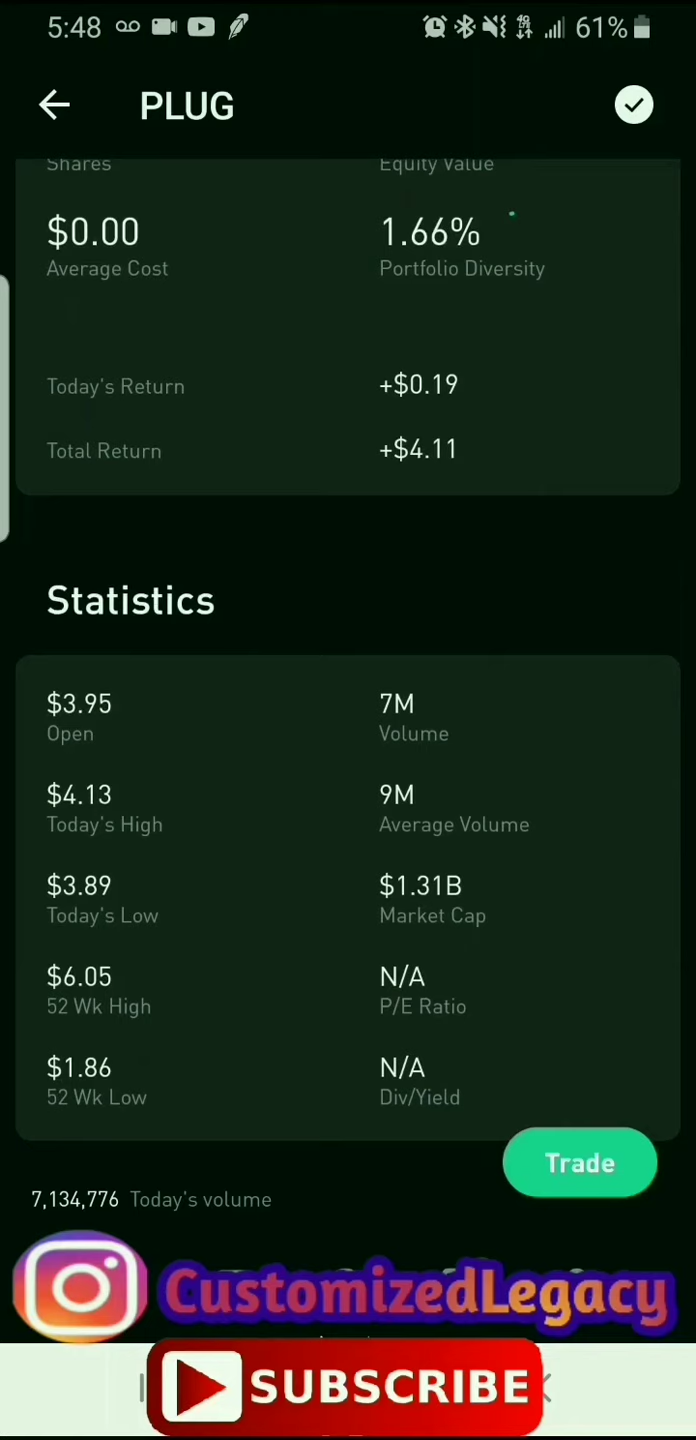 5:48 61%
PLUG
Shares Equity Value
$0.00 1.66%
Average Cost Portfolio Diversity
Today's Return +$0.19
Total Return +$4.11
Statistics
$3.95 7M
Open Volume
$4.13 9M
Today's High Average Volume
$3.89 $1.31B
Today's Low Market Cap
$6.05 N/A
52 Wk High P/E Ratio
$1.86 N/A
52 Wk Low Div/Yield
Trade
7,134,776 Today's volume
CustomizedLegacy
SUBSCRIBE